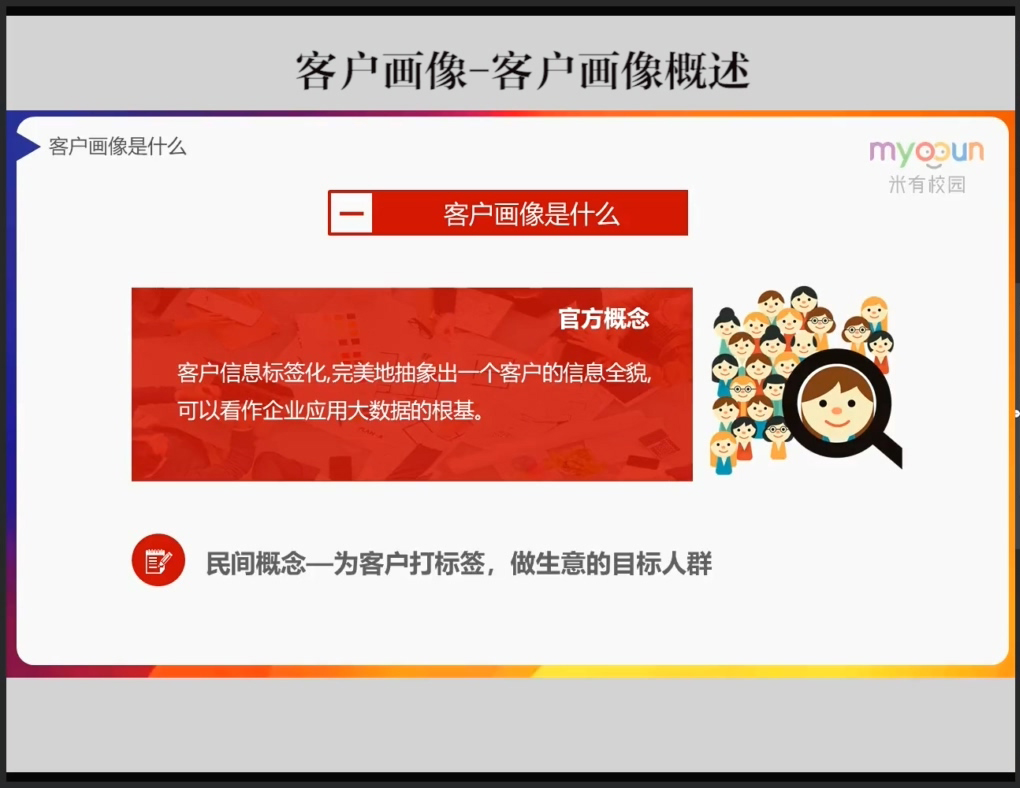 客户画像-客户画像概述
客户画像是什么
myooun
米有校园
一 客户画像是什么
官方概念
客户信息标签化,完美地抽象出一个客户的信息全貌,
可以看作企业应用大数据的根基。
民间概念—为客户打标签，做生意的目标人群